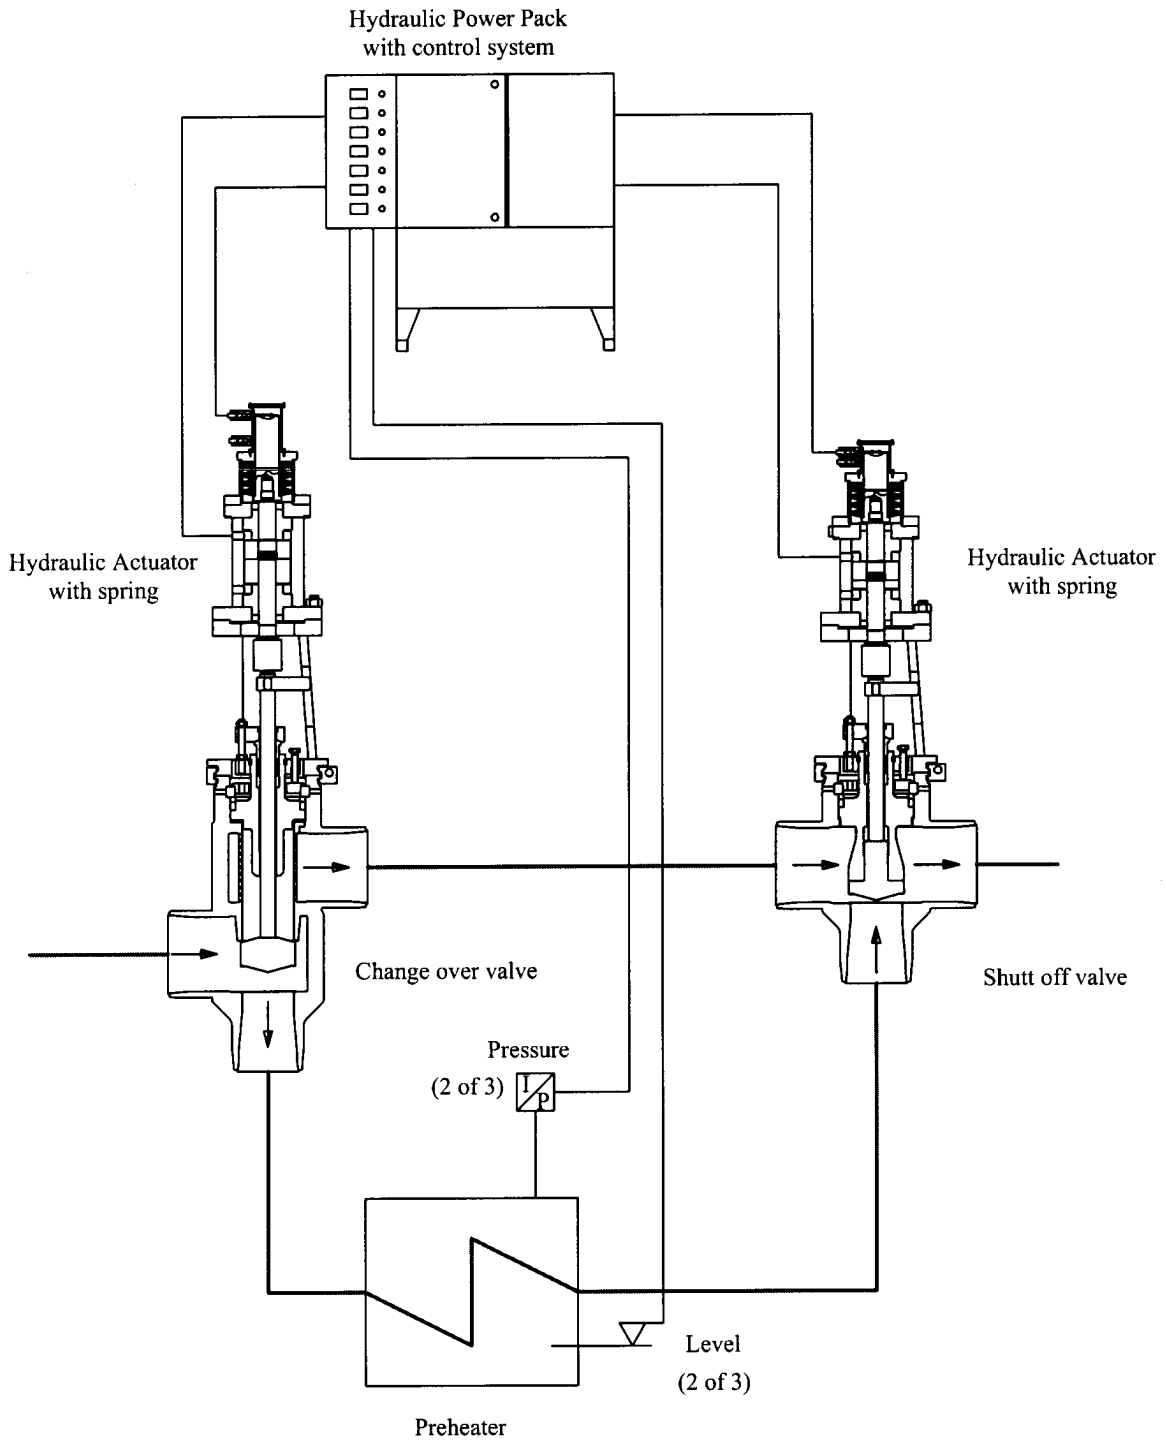 Hydraulic Power Pack
with control system
Hydraulic Actuator
with spring
Hydraulic Actuator
with spring
Change over valve
Shutt off valve
Pressure
(2 of 3)
I
P
Level
(2 of 3)
Preheater